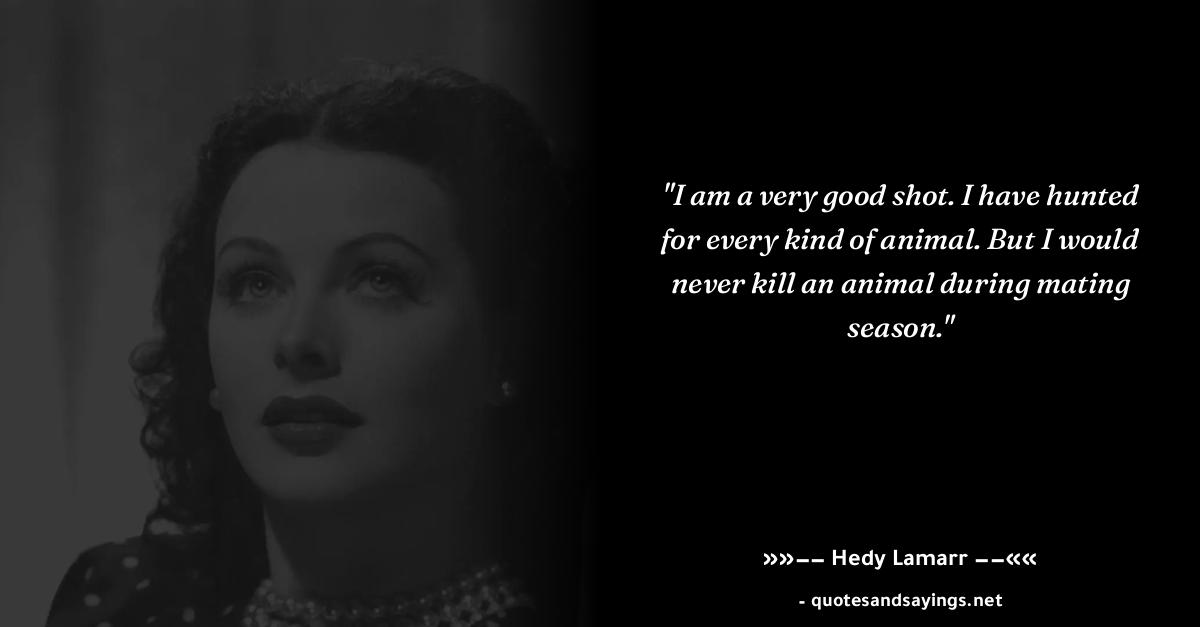 "I am a very good shot. I have hunted
for every kind of animal. But I would
never kill an animal during mating
season."
»»–– Hedy Lamarr ––««
- quotesandsayings.net